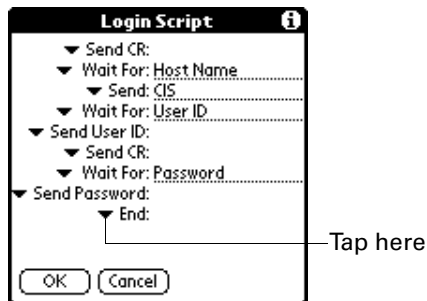 Login Script i
Send CR:
Wait For: Host Name
Send: CIS
Wait For: User ID
Send User ID:
Send CR:
Wait For: Password
Send Password:
End:
Tap here
OK Cancel